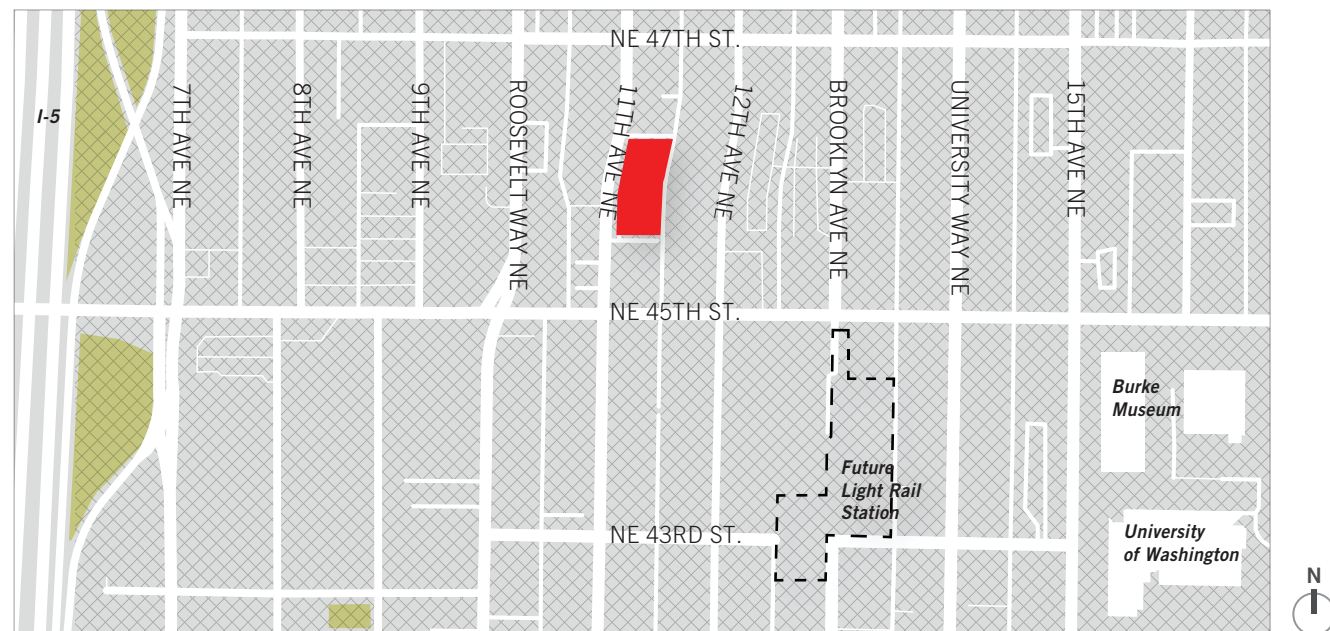 NE 47TH ST.
I-5
7TH AVE NE
8TH AVE NE
9TH AVE NE
ROOSEVELT WAY NE
11TH AVE NE
12TH AVE NE
BROOKLYN AVE NE
UNIVERSITY WAY NE
15TH AVE NE
NE 45TH ST.
Burke
Museum
Future
Light Rail
Station
NE 43RD ST.
University
of Washington
N